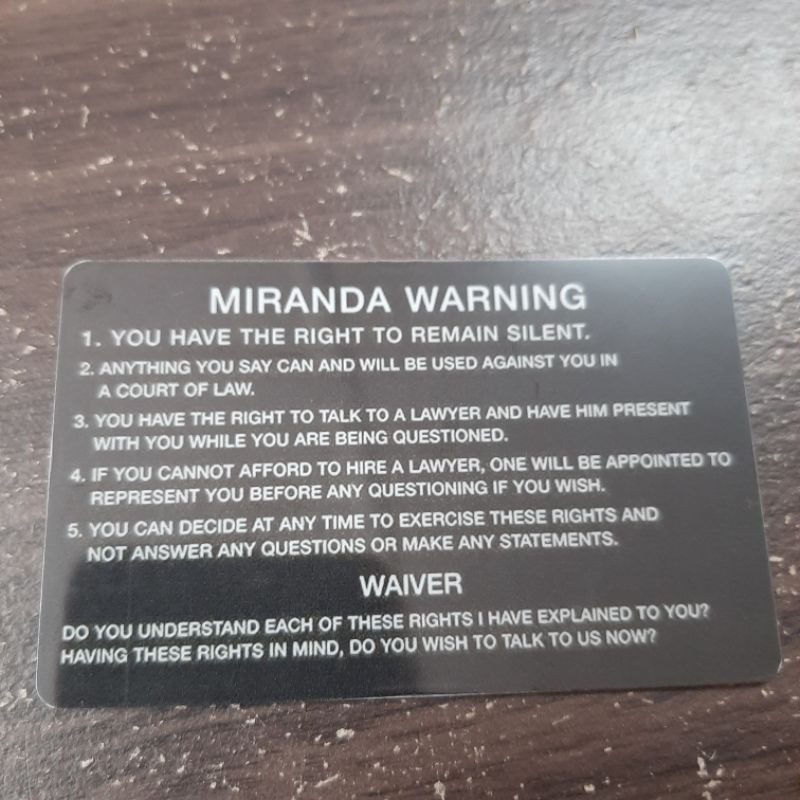 MIRANDA WARNING
1. YOU HAVE THE RIGHT TO REMAIN SILENT.
2. ANYTHING YOU SAY CAN AND WILL BE USED AGAINST YOU IN
A COURT OF LAW.
3. YOU HAVE THE RIGHT TO TALK TO A LAWYER AND HAVE HIM PRESENT
WITH YOU WHILE YOU ARE BEING QUESTIONED.
4. IF YOU CANNOT AFFORD TO HIRE A LAWYER, ONE WILL BE APPOINTED TO
REPRESENT YOU BEFORE ANY QUESTIONING IF YOU WISH.
5. YOU CAN DECIDE AT ANY TIME TO EXERCISE THESE RIGHTS AND
NOT ANSWER ANY QUESTIONS OR MAKE ANY STATEMENTS.
WAIVER
DO YOU UNDERSTAND EACH OF THESE RIGHTS I HAVE EXPLAINED TO YOU?
HAVING THESE RIGHTS IN MIND, DO YOU WISH TO TALK TO US NOW?